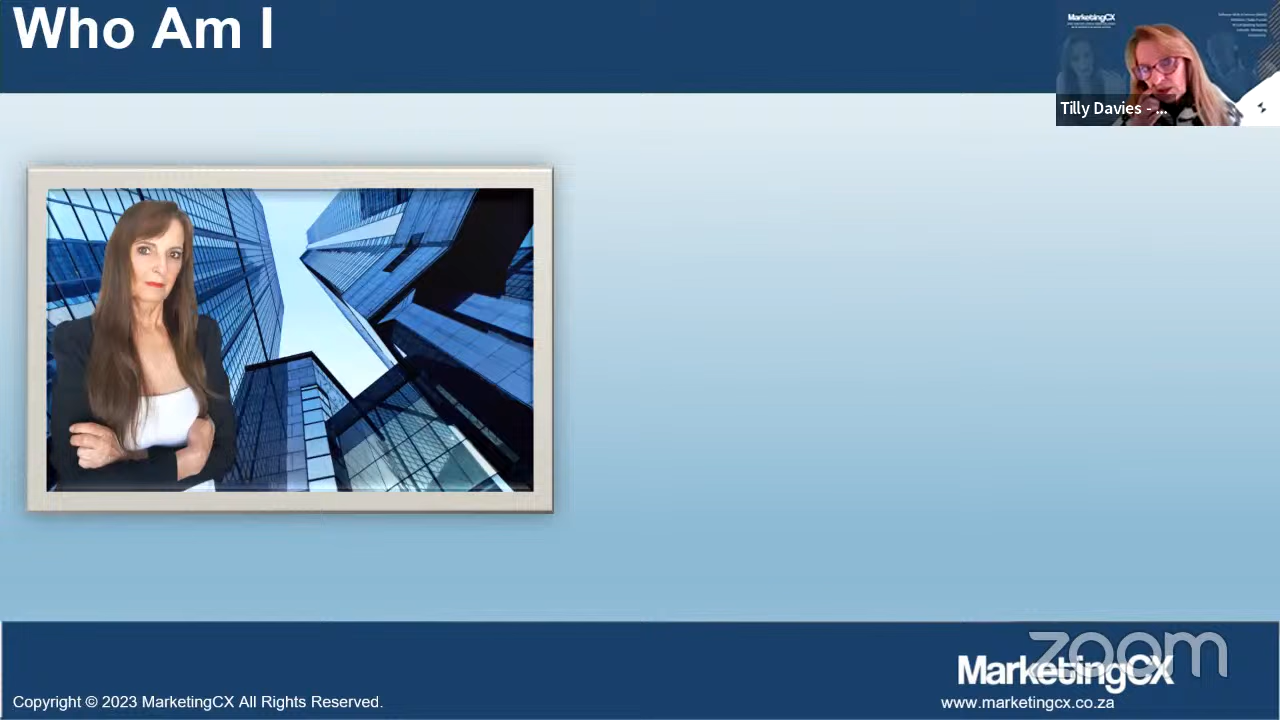 Who Am I
MarketingCX
Tilly Davies - ...
zoom
MarketingCX
Copyright © 2023 MarketingCX All Rights Reserved.
www.marketingcx.co.za